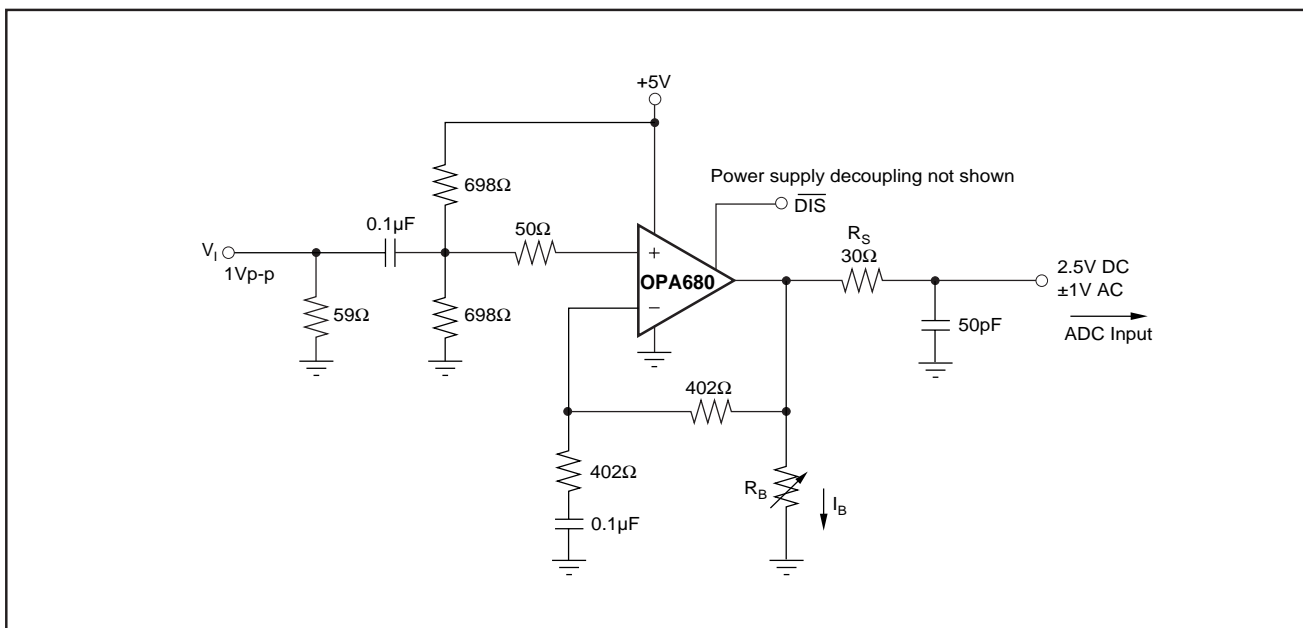 +5V
Power supply decoupling not shown
DIS
698Ω
0.1µF
50Ω
V_I
1Vp-p
59Ω
698Ω
+
OPA680
−
R_S
30Ω
2.5V DC
±1V AC
ADC Input
50pF
402Ω
402Ω
0.1µF
R_B
I_B